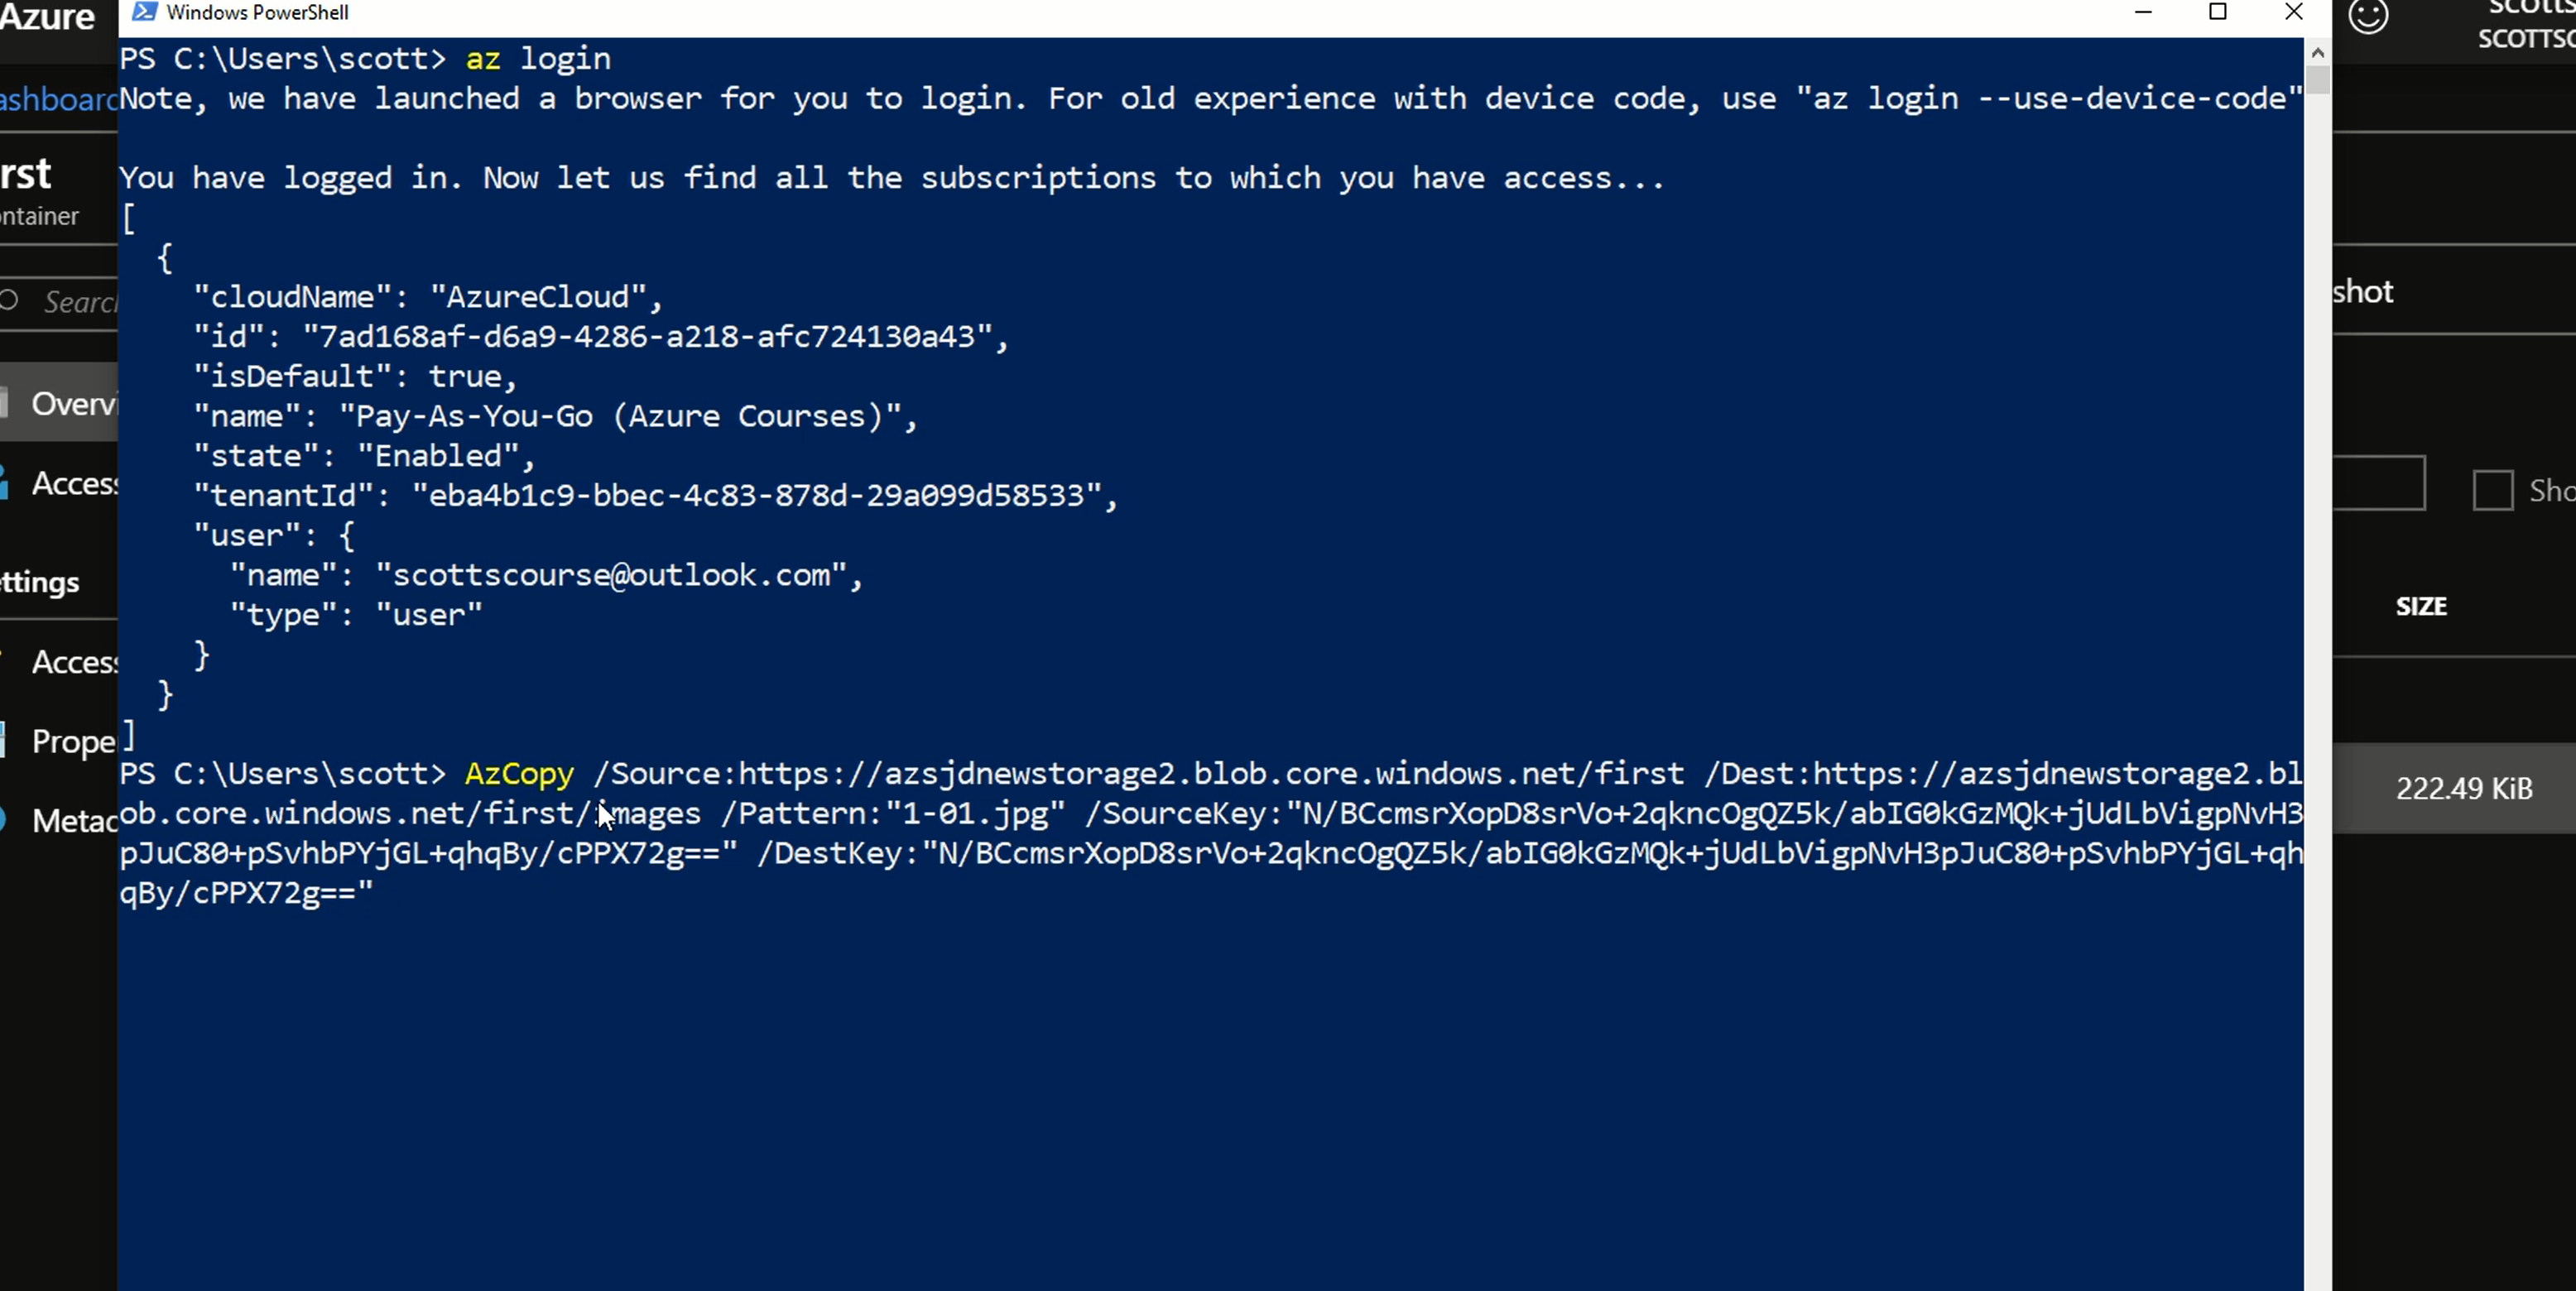 Azure
Windows PowerShell
SCOTTSC
PS C:\Users\scott> az login
ashboard
Note, we have launched a browser for you to login. For old experience with device code, use "az login --use-device-code"
rst
ontainer
You have logged in. Now let us find all the subscriptions to which you have access...
[
{
Search
"cloudName": "AzureCloud",
shot
"id": "7ad168af-d6a9-4286-a218-afc724130a43",
"isDefault": true,
Overvi
"name": "Pay-As-You-Go (Azure Courses)",
"state": "Enabled",
Access
"tenantId": "eba4b1c9-bbec-4c83-878d-29a099d58533",
Sho
"user": {
ettings
"name": "scottscourse@outlook.com",
"type": "user"
SIZE
}
Access
}
Prope
]
PS C:\Users\scott> AzCopy /Source:https://azsjdnewstorage2.blob.core.windows.net/first /Dest:https://azsjdnewstorage2.bl
222.49 KiB
Metac
ob.core.windows.net/first/images /Pattern:"1-01.jpg" /SourceKey:"N/BCcmsrXopD8srVo+2qkncOgQZ5k/abIG0kGzMQk+jUdLbVigpNvH3
pJuC80+pSvhbPYjGL+qhqBy/cPPX72g==" /DestKey:"N/BCcmsrXopD8srVo+2qkncOgQZ5k/abIG0kGzMQk+jUdLbVigpNvH3pJuC80+pSvhbPYjGL+qh
qBy/cPPX72g=="